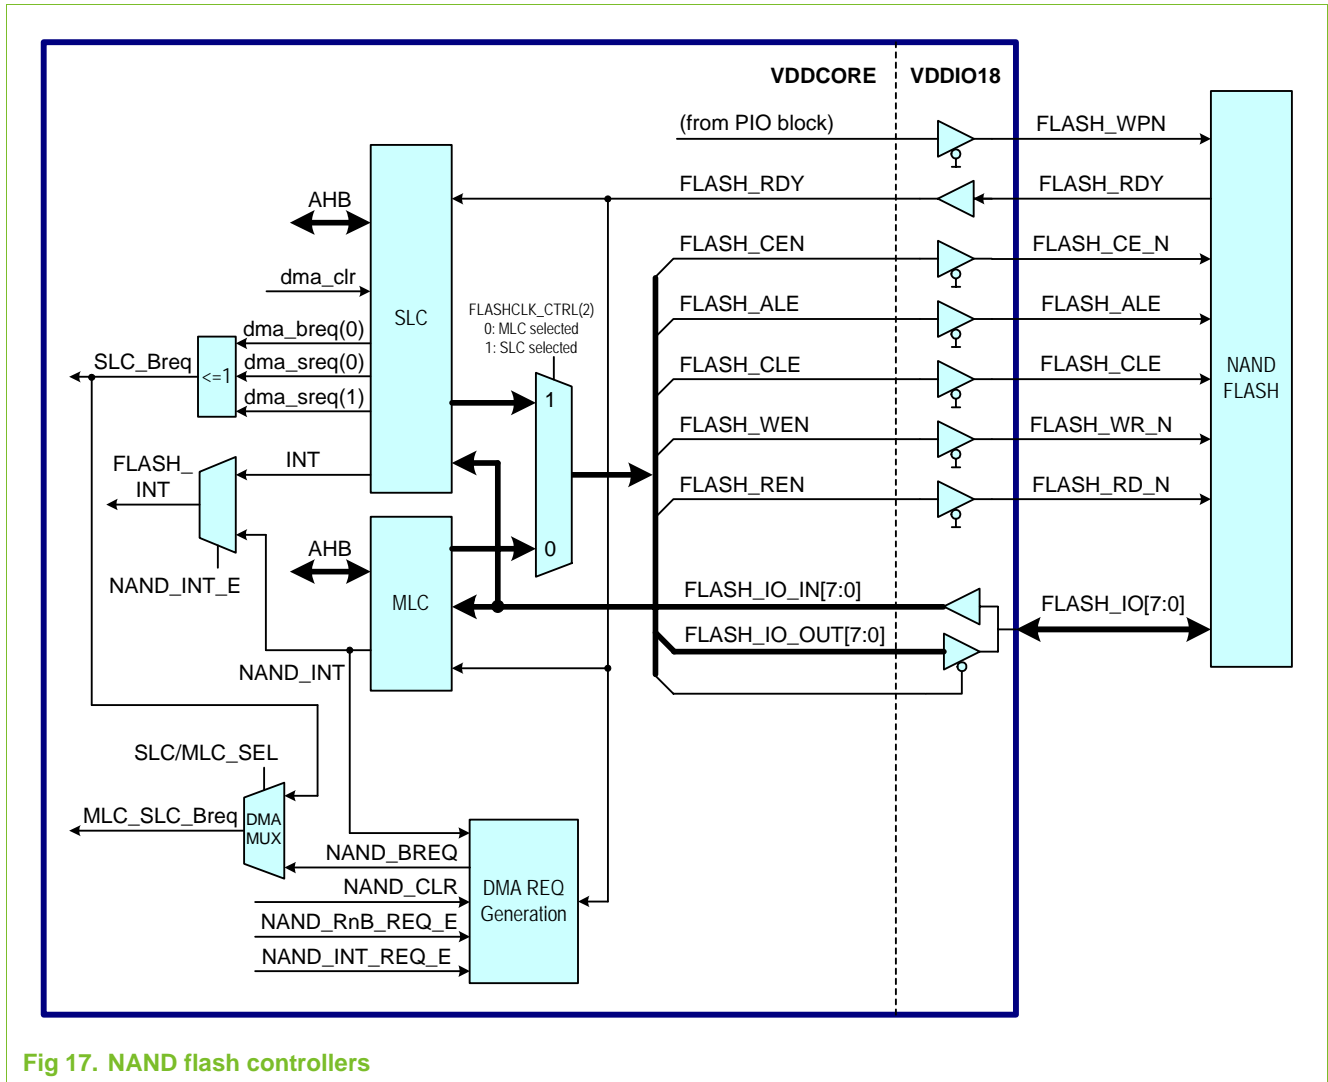 VDDCORE VDDIO18
(from PIO block) FLASH_WPN
FLASH_RDY FLASH_RDY
AHB
FLASH_CEN FLASH_CE_N
dma_clr
SLC
FLASHCLK_CTRL(2)
0: MLC selected
1: SLC selected
FLASH_ALE FLASH_ALE
dma_breq(0)
SLC_Breq <=1 dma_sreq(0)
dma_sreq(1)
FLASH_CLE FLASH_CLE
NAND
FLASH
1
FLASH_WEN FLASH_WR_N
FLASH_
INT
INT
FLASH_REN FLASH_RD_N
AHB
0
NAND_INT_E
MLC
FLASH_IO_IN[7:0]
FLASH_IO[7:0]
FLASH_IO_OUT[7:0]
NAND_INT
SLC/MLC_SEL
MLC_SLC_Breq
DMA
MUX
NAND_BREQ
NAND_CLR
DMA REQ
Generation
NAND_RnB_REQ_E
NAND_INT_REQ_E
Fig 17. NAND flash controllers